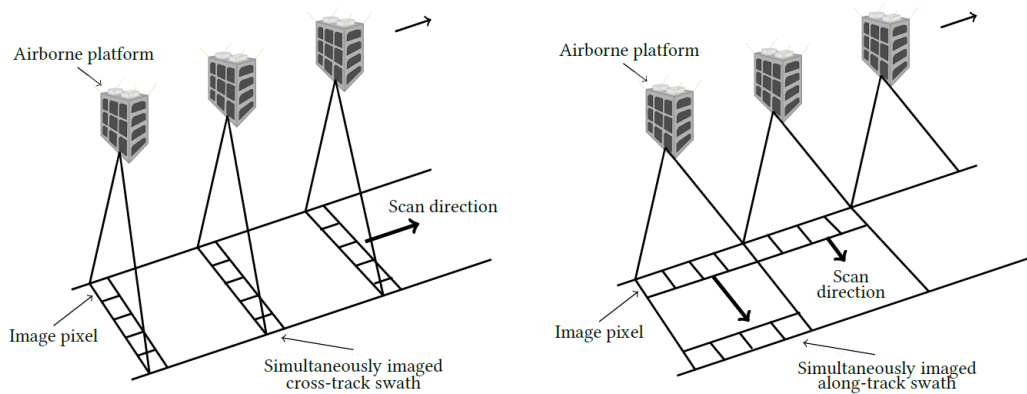 Airborne platform
Scan direction
Image pixel
Simultaneously imaged
cross-track swath
Airborne platform
Scan
direction
Image pixel
Simultaneously imaged
along-track swath